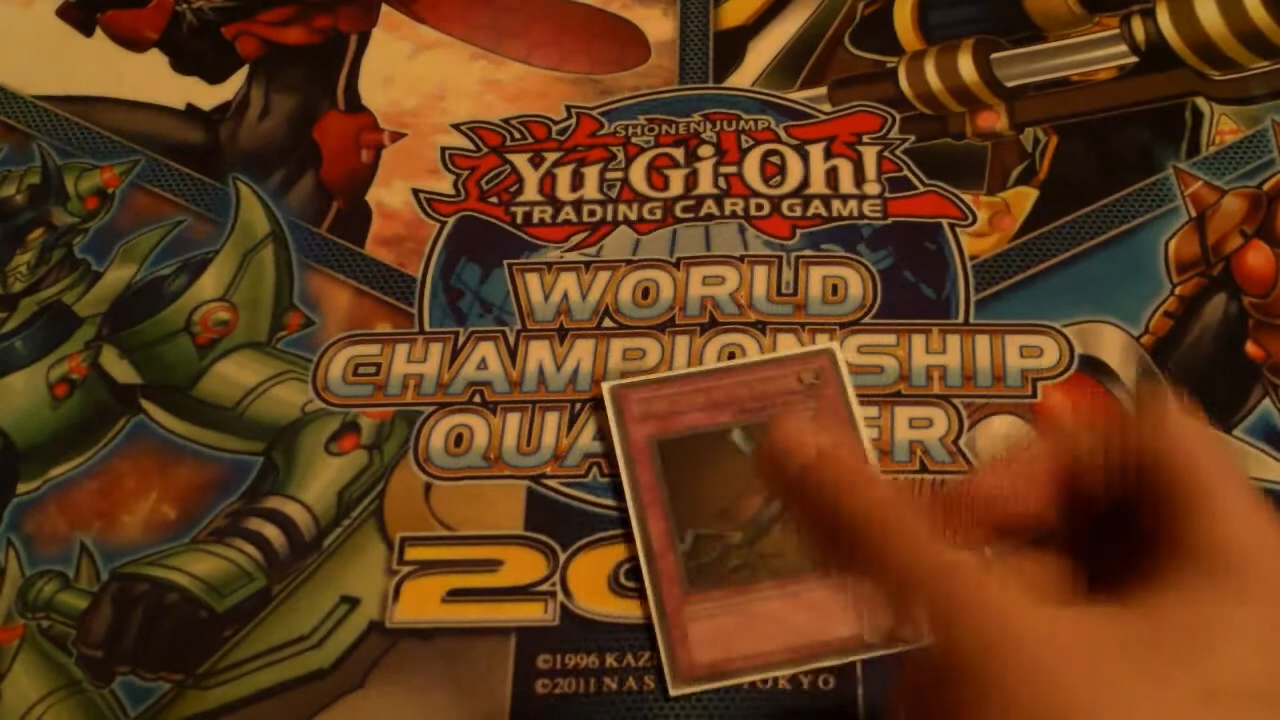 SHONEN JUMP
Yu-Gi-Oh!
TRADING CARD GAME
WORLD
CHAMPIONSHIP
QUA ER
20
©1996 KAZ
©2011 NAS TOKYO